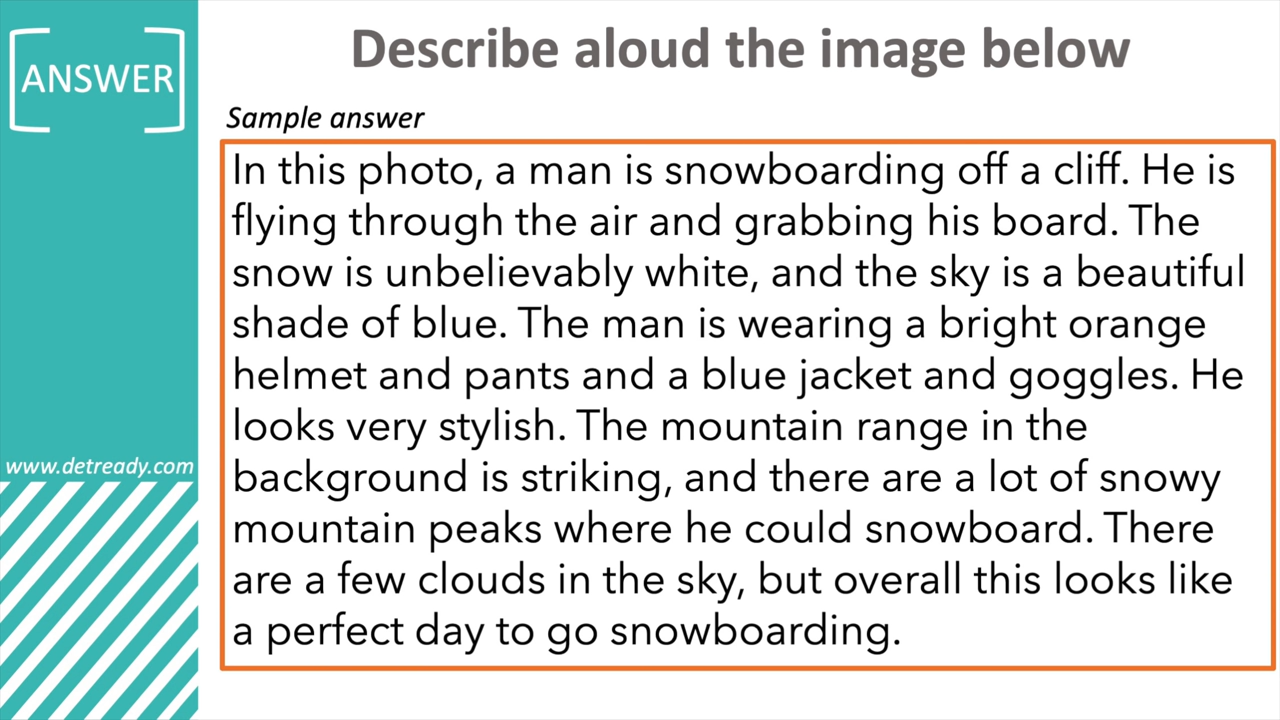 ANSWER
Describe aloud the image below
Sample answer
In this photo, a man is snowboarding off a cliff. He is
flying through the air and grabbing his board. The
snow is unbelievably white, and the sky is a beautiful
shade of blue. The man is wearing a bright orange
helmet and pants and a blue jacket and goggles. He
looks very stylish. The mountain range in the
background is striking, and there are a lot of snowy
mountain peaks where he could snowboard. There
are a few clouds in the sky, but overall this looks like
a perfect day to go snowboarding.
www.detready.com